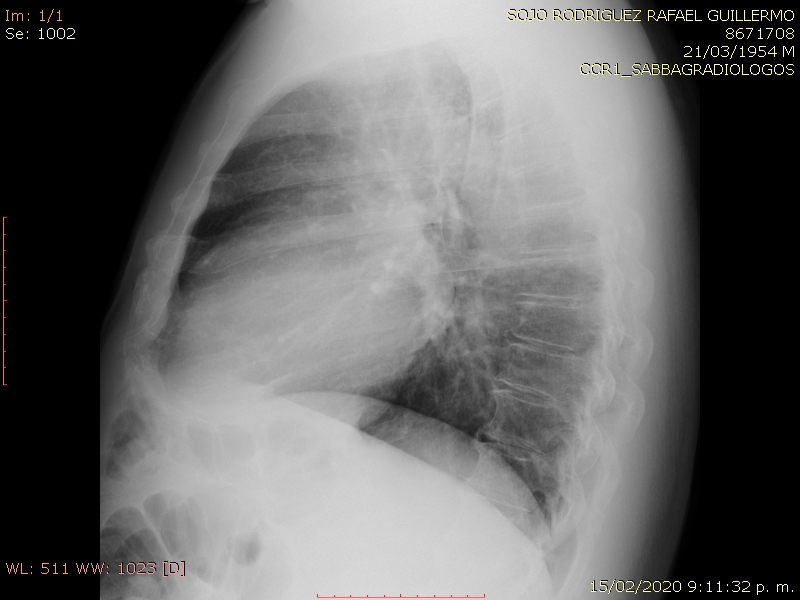 Im: 1/1
Se: 1002
SOJO RODRIGUEZ RAFAEL GUILLERMO
8671708
21/03/1954 M
CCR1_SABBAGRADIOLOGOS
WL: 511 WW: 1023 [D]
15/02/2020 9:11:32 p. m.